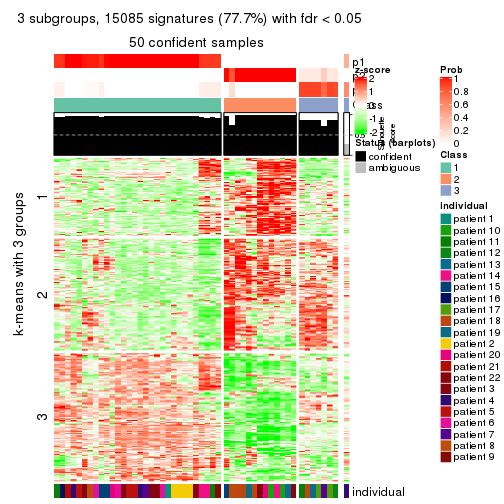 3 subgroups, 15085 signatures (77.7%) with fdr < 0.05
50 confident samples
p1
z-score
2
1
0
-1
-2
Silhouette
score
Status (barplots)
confident
ambiguous
k-means with 3 groups
1
2
3
individual
Prob
1
0.8
0.6
0.4
0.2
0
Class
1
2
3
individual
patient 1
patient 10
patient 11
patient 12
patient 13
patient 14
patient 15
patient 16
patient 17
patient 18
patient 19
patient 2
patient 20
patient 21
patient 22
patient 3
patient 4
patient 5
patient 6
patient 7
patient 8
patient 9